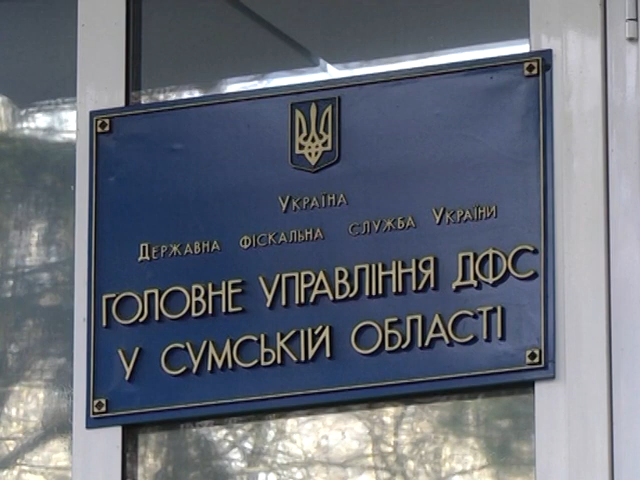 Україна
Державна фіскальна служба України
ГОЛОВНЕ УПРАВЛІННЯ ДФС
У СУМСЬКІЙ ОБЛАСТІ